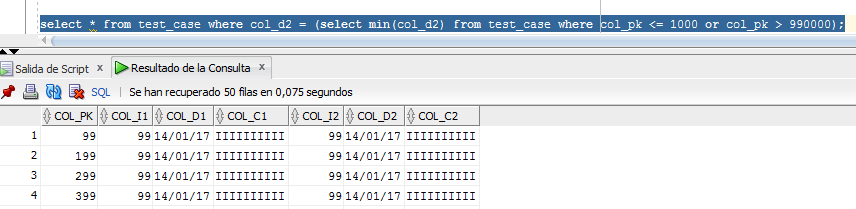 select * from test_case where col_d2 = (select min(col_d2) from test_case where col_pk <= 1000 or col_pk > 990000);
Salida de Script x Resultado de la Consulta x
SQL | Se han recuperado 50 filas en 0,075 segundos
COL_PK COL_I1 COL_D1 COL_C1 COL_I2 COL_D2 COL_C2
1 99 99 14/01/17 IIIIIIIIII 99 14/01/17 IIIIIIIIII
2 199 99 14/01/17 IIIIIIIIII 99 14/01/17 IIIIIIIIII
3 299 99 14/01/17 IIIIIIIIII 99 14/01/17 IIIIIIIIII
4 399 99 14/01/17 IIIIIIIIII 99 14/01/17 IIIIIIIIII